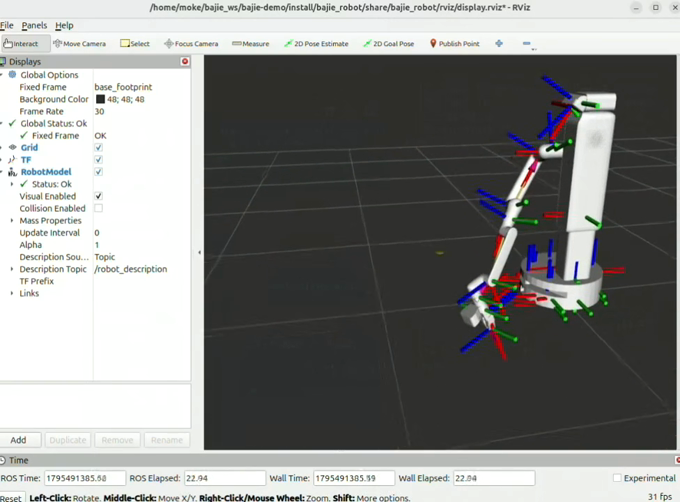 /home/moke/bajie_ws/bajie-demo/install/bajie_robot/share/bajie_robot/rviz/display.rviz* - RViz
File Panels Help
Interact Move Camera Select Focus Camera Measure 2D Pose Estimate 2D Goal Pose Publish Point
Displays
Global Options
Fixed Frame base_footprint
Background Color 48; 48; 48
Frame Rate 30
Global Status: Ok
Fixed Frame OK
Grid
TF
RobotModel
Status: Ok
Visual Enabled
Collision Enabled
Mass Properties
Update Interval 0
Alpha 1
Description Sou... Topic
Description Topic /robot_description
TF Prefix
Links
Add Duplicate Remove Rename
Time
ROS Time: 1795491385.58 ROS Elapsed: 22.94 Wall Time: 1795491385.59 Wall Elapsed: 22.94 Experimental
Reset Left-Click: Rotate. Middle-Click: Move X/Y. Right-Click/Mouse Wheel: Zoom. Shift: More options. 31 fps